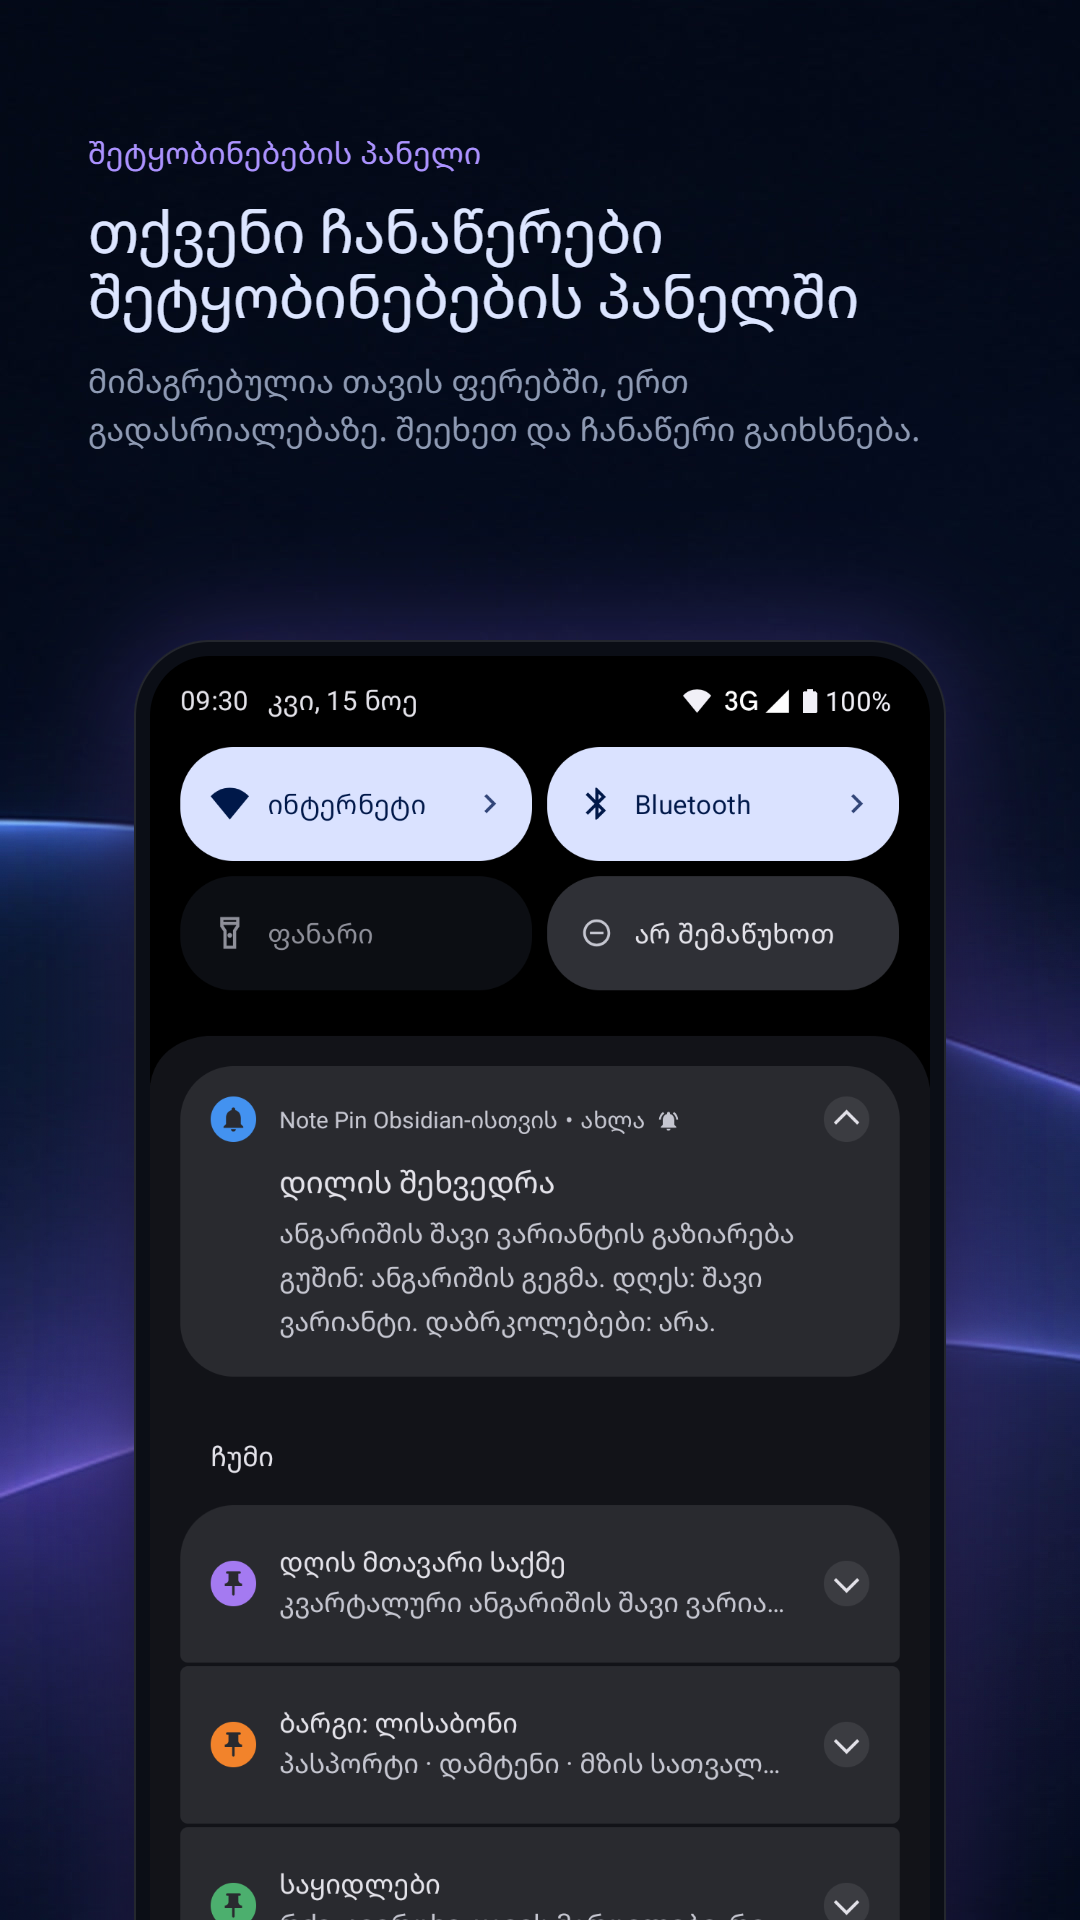 შეტყობინებების პანელი
თქვენი ჩანაწერები
შეტყობინებების პანელში
მიმაგრებულია თავის ფერებში, ერთ
გადასრიალებაზე. შეეხეთ და ჩანაწერი გაიხსნება.
09:30 კვი, 15 ნოე 3G 100%
ინტერნეტი
Bluetooth
ფანარი
არ შემაწუხოთ
Note Pin Obsidian-ისთვის • ახლა
დილის შეხვედრა
ანგარიშის შავი ვარიანტის გაზიარება
გუშინ: ანგარიშის გეგმა. დღეს: შავი
ვარიანტი. დაბრკოლებები: არა.
ჩუმი
დღის მთავარი საქმე
კვარტალური ანგარიშის შავი ვარია...
ბარგი: ლისაბონი
პასპორტი · დამტენი · მზის სათვალ...
საყიდლები